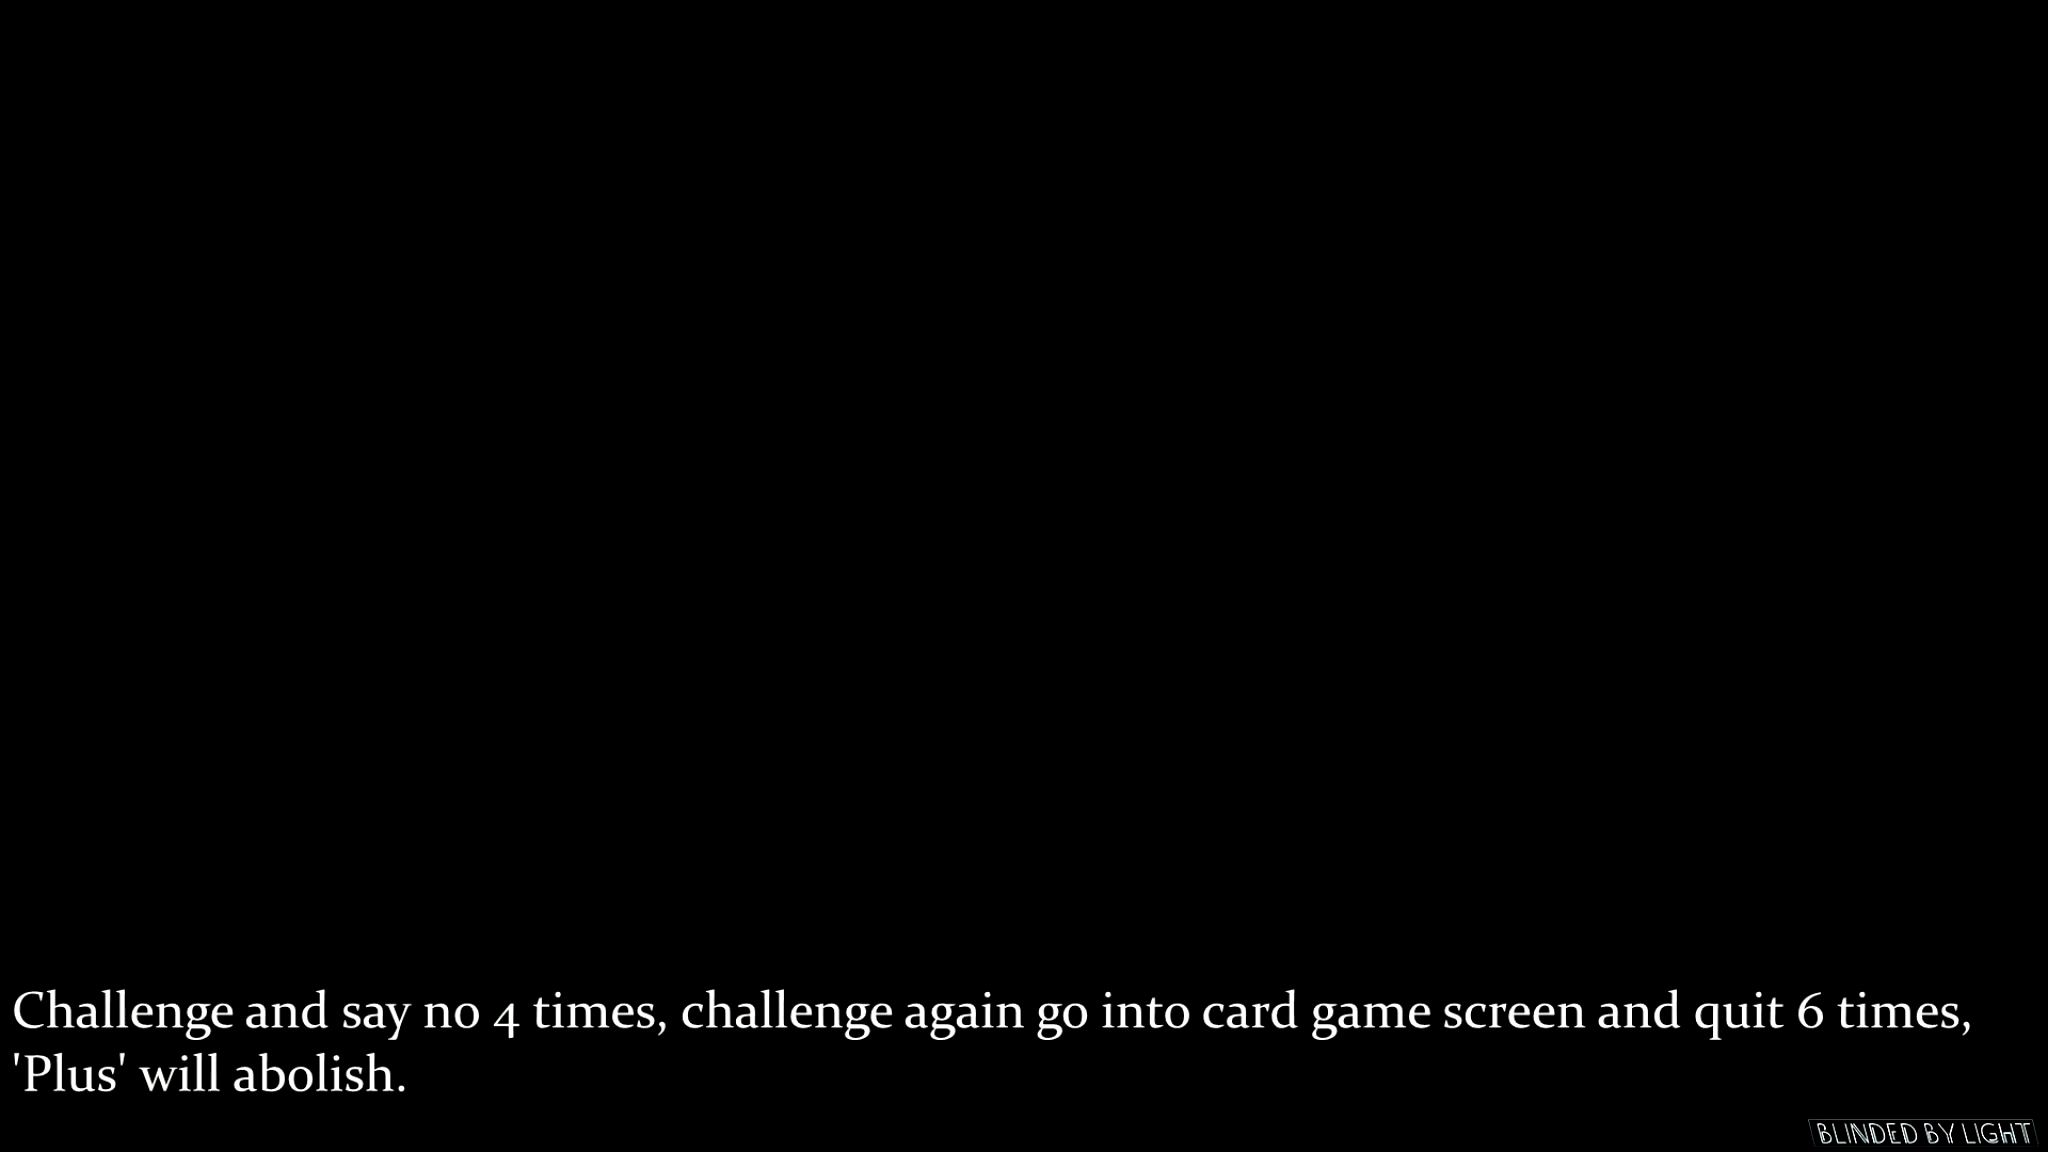 Challenge and say no 4 times, challenge again go into card game screen and quit 6 times,
'Plus' will abolish.
BLINDED BY LIGHT